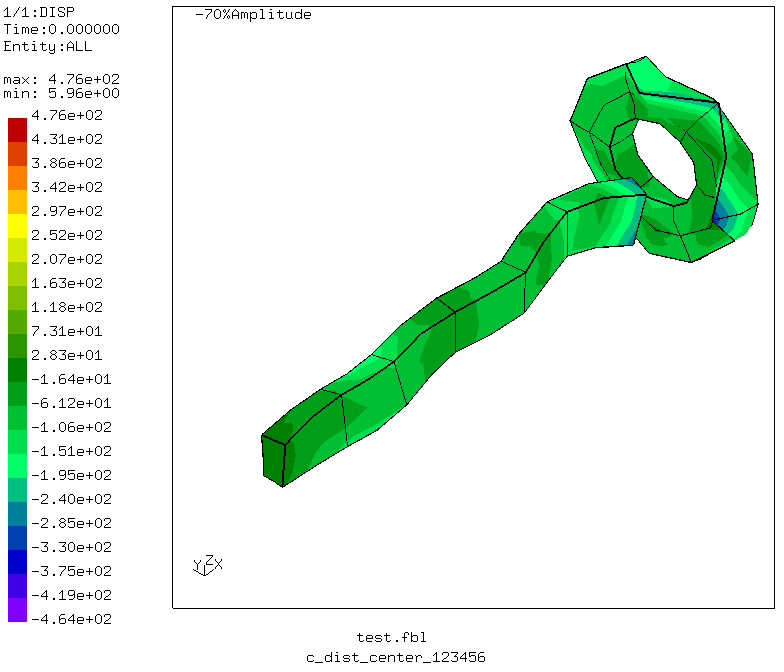 1/1:DISP
Time:0.000000
Entity:ALL
max: 4.76e+02
min: 5.96e+00
4.76e+02
4.31e+02
3.86e+02
3.42e+02
2.97e+02
2.52e+02
2.07e+02
1.63e+02
1.18e+02
7.31e+01
2.83e+01
-1.64e+01
-6.12e+01
-1.06e+02
-1.51e+02
-1.95e+02
-2.40e+02
-2.85e+02
-3.30e+02
-3.75e+02
-4.19e+02
-4.64e+02
-70%Amplitude
Y Z X
test.fbl
c_dist_center_123456